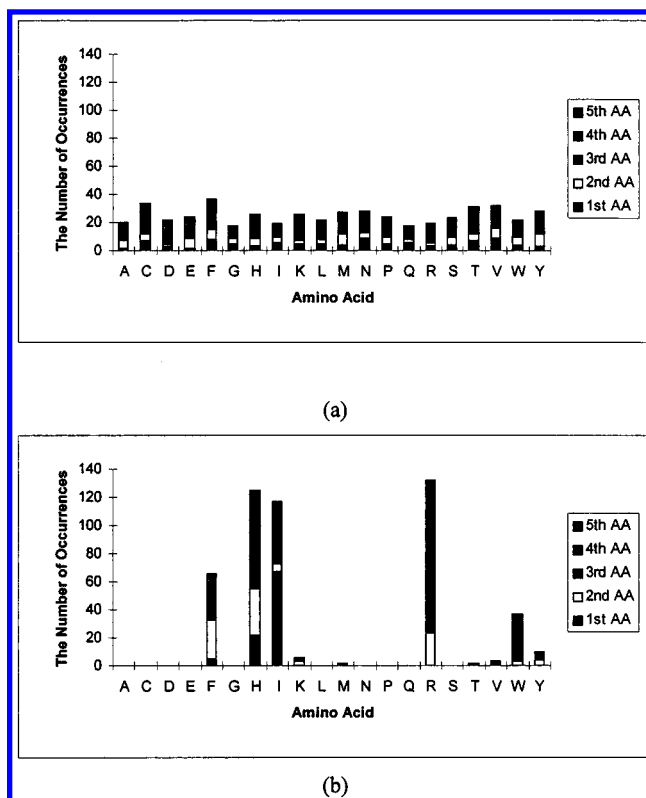 The Number of Occurrences
140
120
100
80
60
40
20
0
A C D E F G H I K L M N P Q R S T V W Y
Amino Acid
5th AA
4th AA
3rd AA
2nd AA
1st AA
(a)
The Number of Occurrences
140
120
100
80
60
40
20
0
A C D E F G H I K L M N P Q R S T V W Y
Amino Acid
5th AA
4th AA
3rd AA
2nd AA
1st AA
(b)